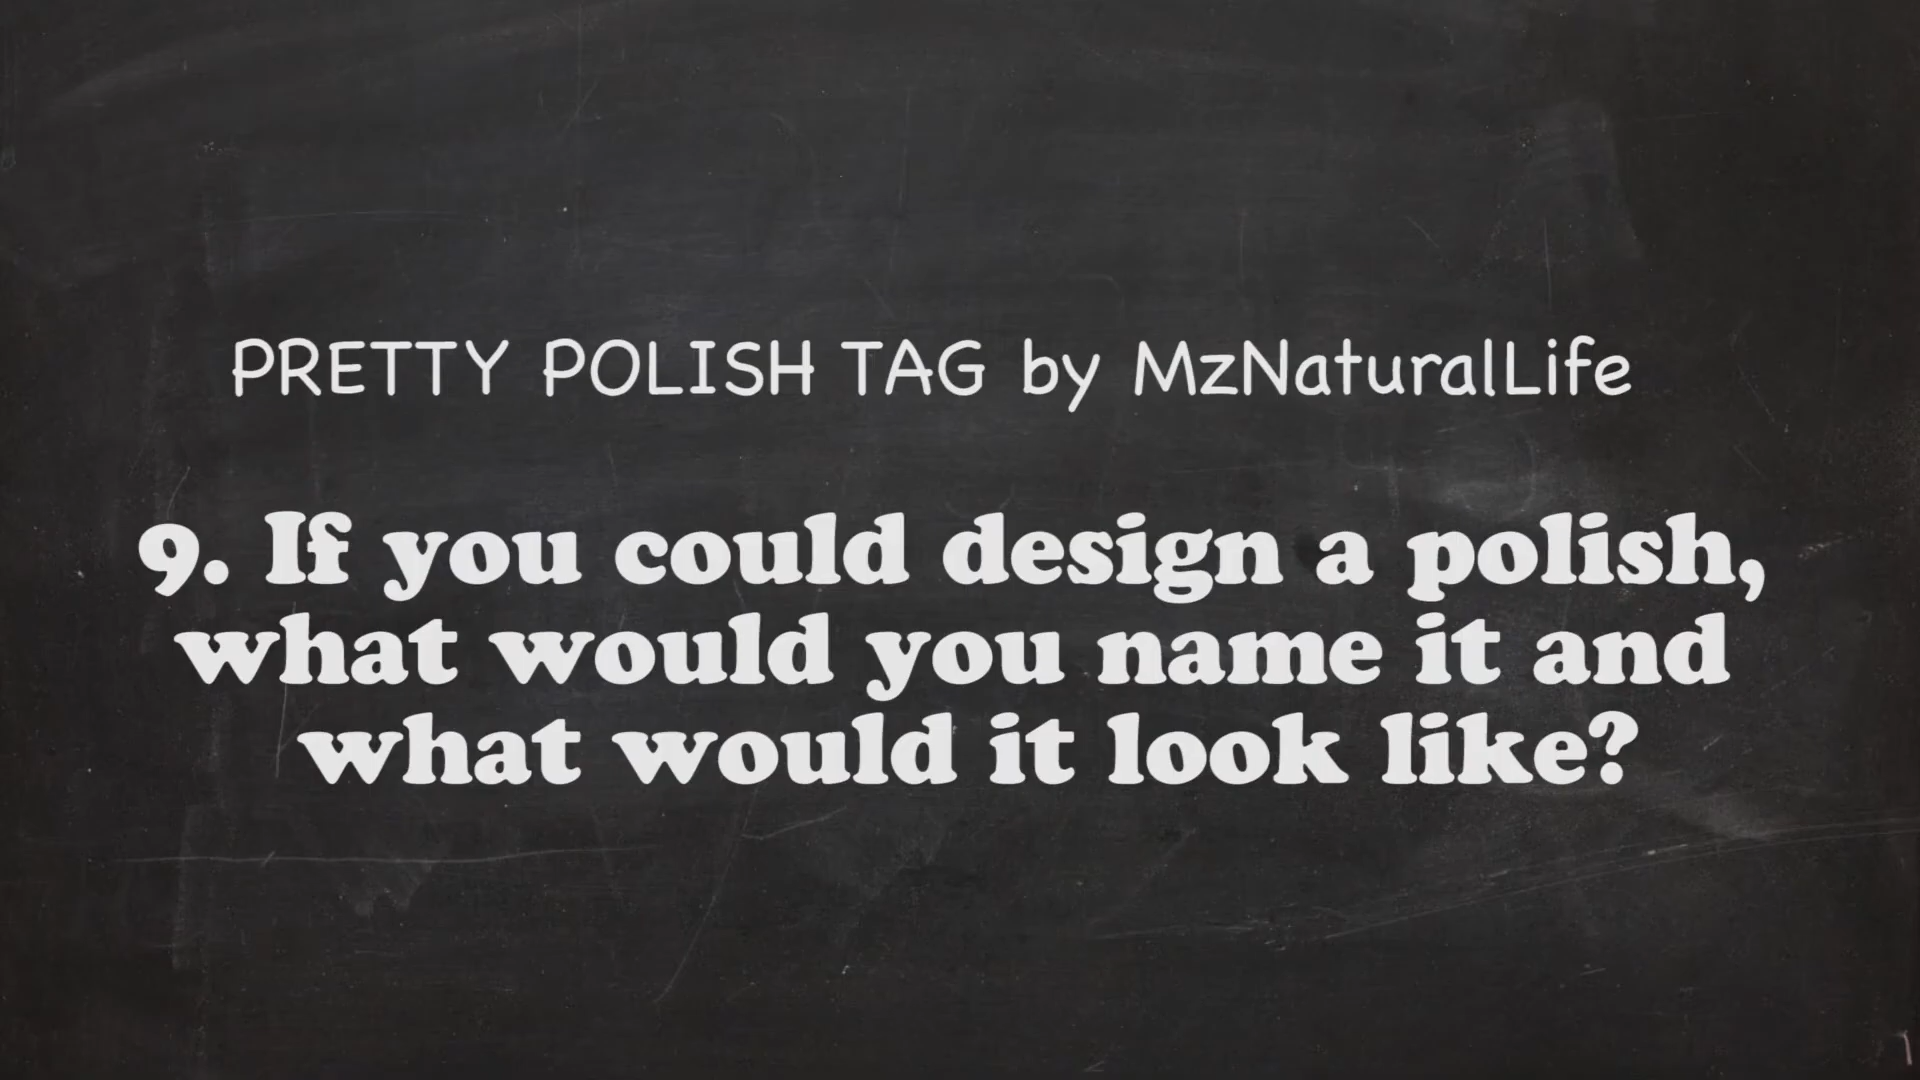 PRETTY POLISH TAG by MzNaturalLife
9. If you could design a polish,
what would you name it and
what would it look like?